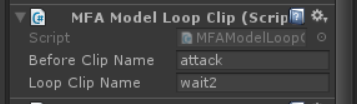 MFA Model Loop Clip (Scrip
Script MFAModelLoopC
Before Clip Name attack
Loop Clip Name wait2